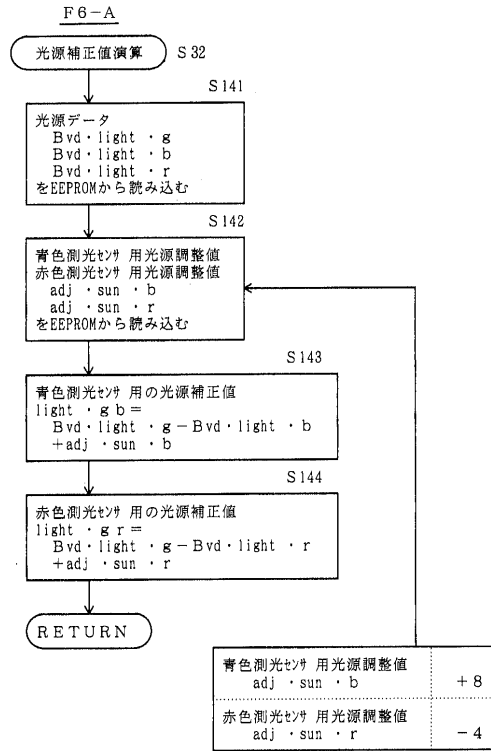 F6-A
光源補正値演算 S32
S141
光源データ
Bvd・light・g
Bvd・light・b
Bvd・light・r
をEEPROMから読み込む
S142
青色測光ｾﾝｻ 用光源調整値
赤色測光ｾﾝｻ 用光源調整値
adj・sun・b
adj・sun・r
をEEPROMから読み込む
S143
青色測光ｾﾝｻ 用の光源補正値
light・gb=
Bvd・light・g-Bvd・light・b
+adj・sun・b
S144
赤色測光ｾﾝｻ 用の光源補正値
light・gr=
Bvd・light・g-Bvd・light・r
+adj・sun・r
RETURN
青色測光ｾﾝｻ 用光源調整値
adj・sun・b +8
赤色測光ｾﾝｻ 用光源調整値
adj・sun・r -4